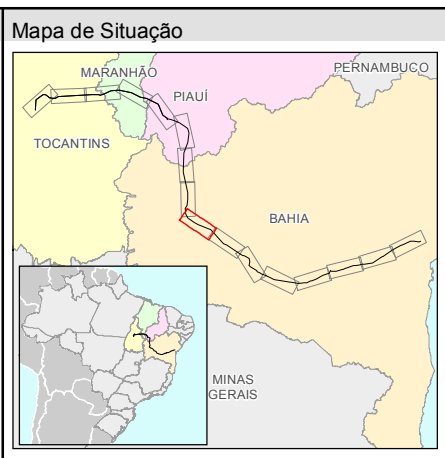 Mapa de Situação
PERNAMBUCO
MARANHÃO
PIAUÍ
TOCANTINS
BAHIA
MINAS
GERAIS